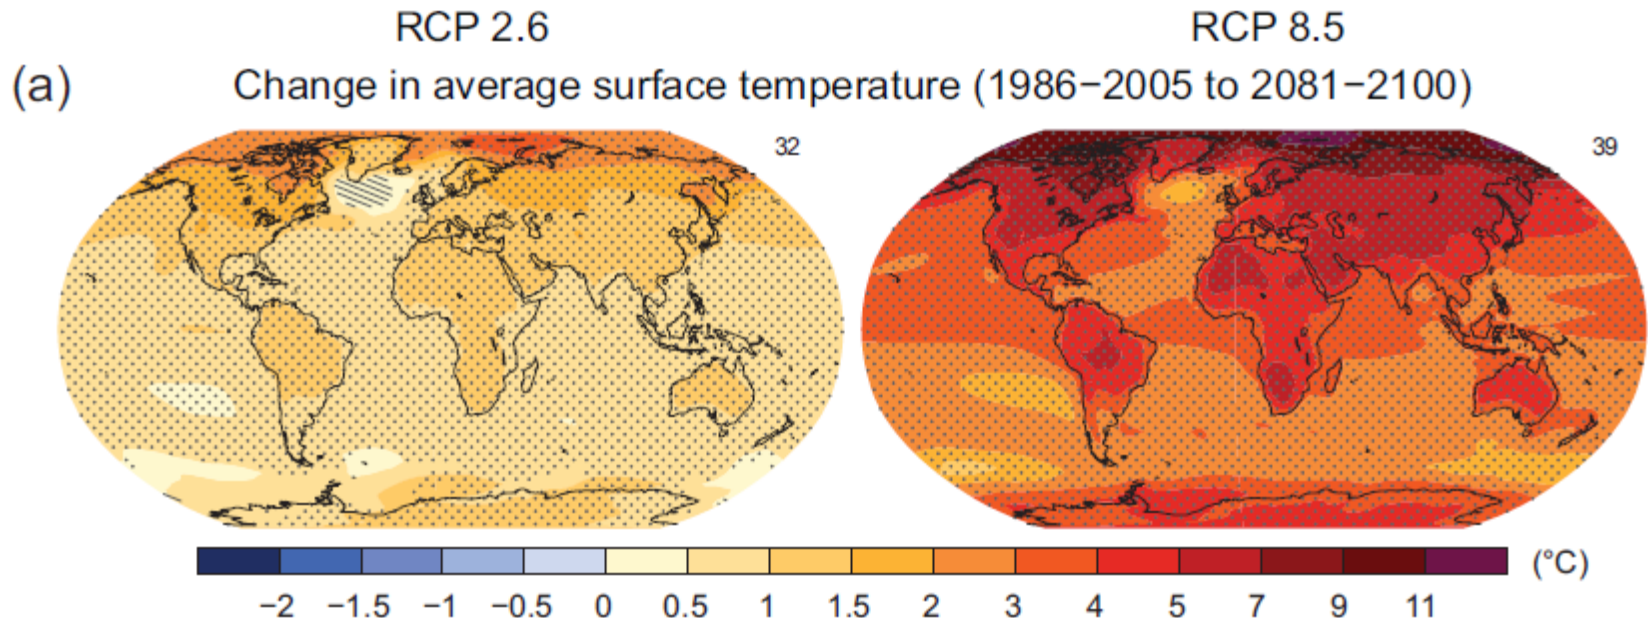 RCP 2.6 RCP 8.5
(a) Change in average surface temperature (1986−2005 to 2081−2100)
32 39
(°C)
−2 −1.5 −1 −0.5 0 0.5 1 1.5 2 3 4 5 7 9 11